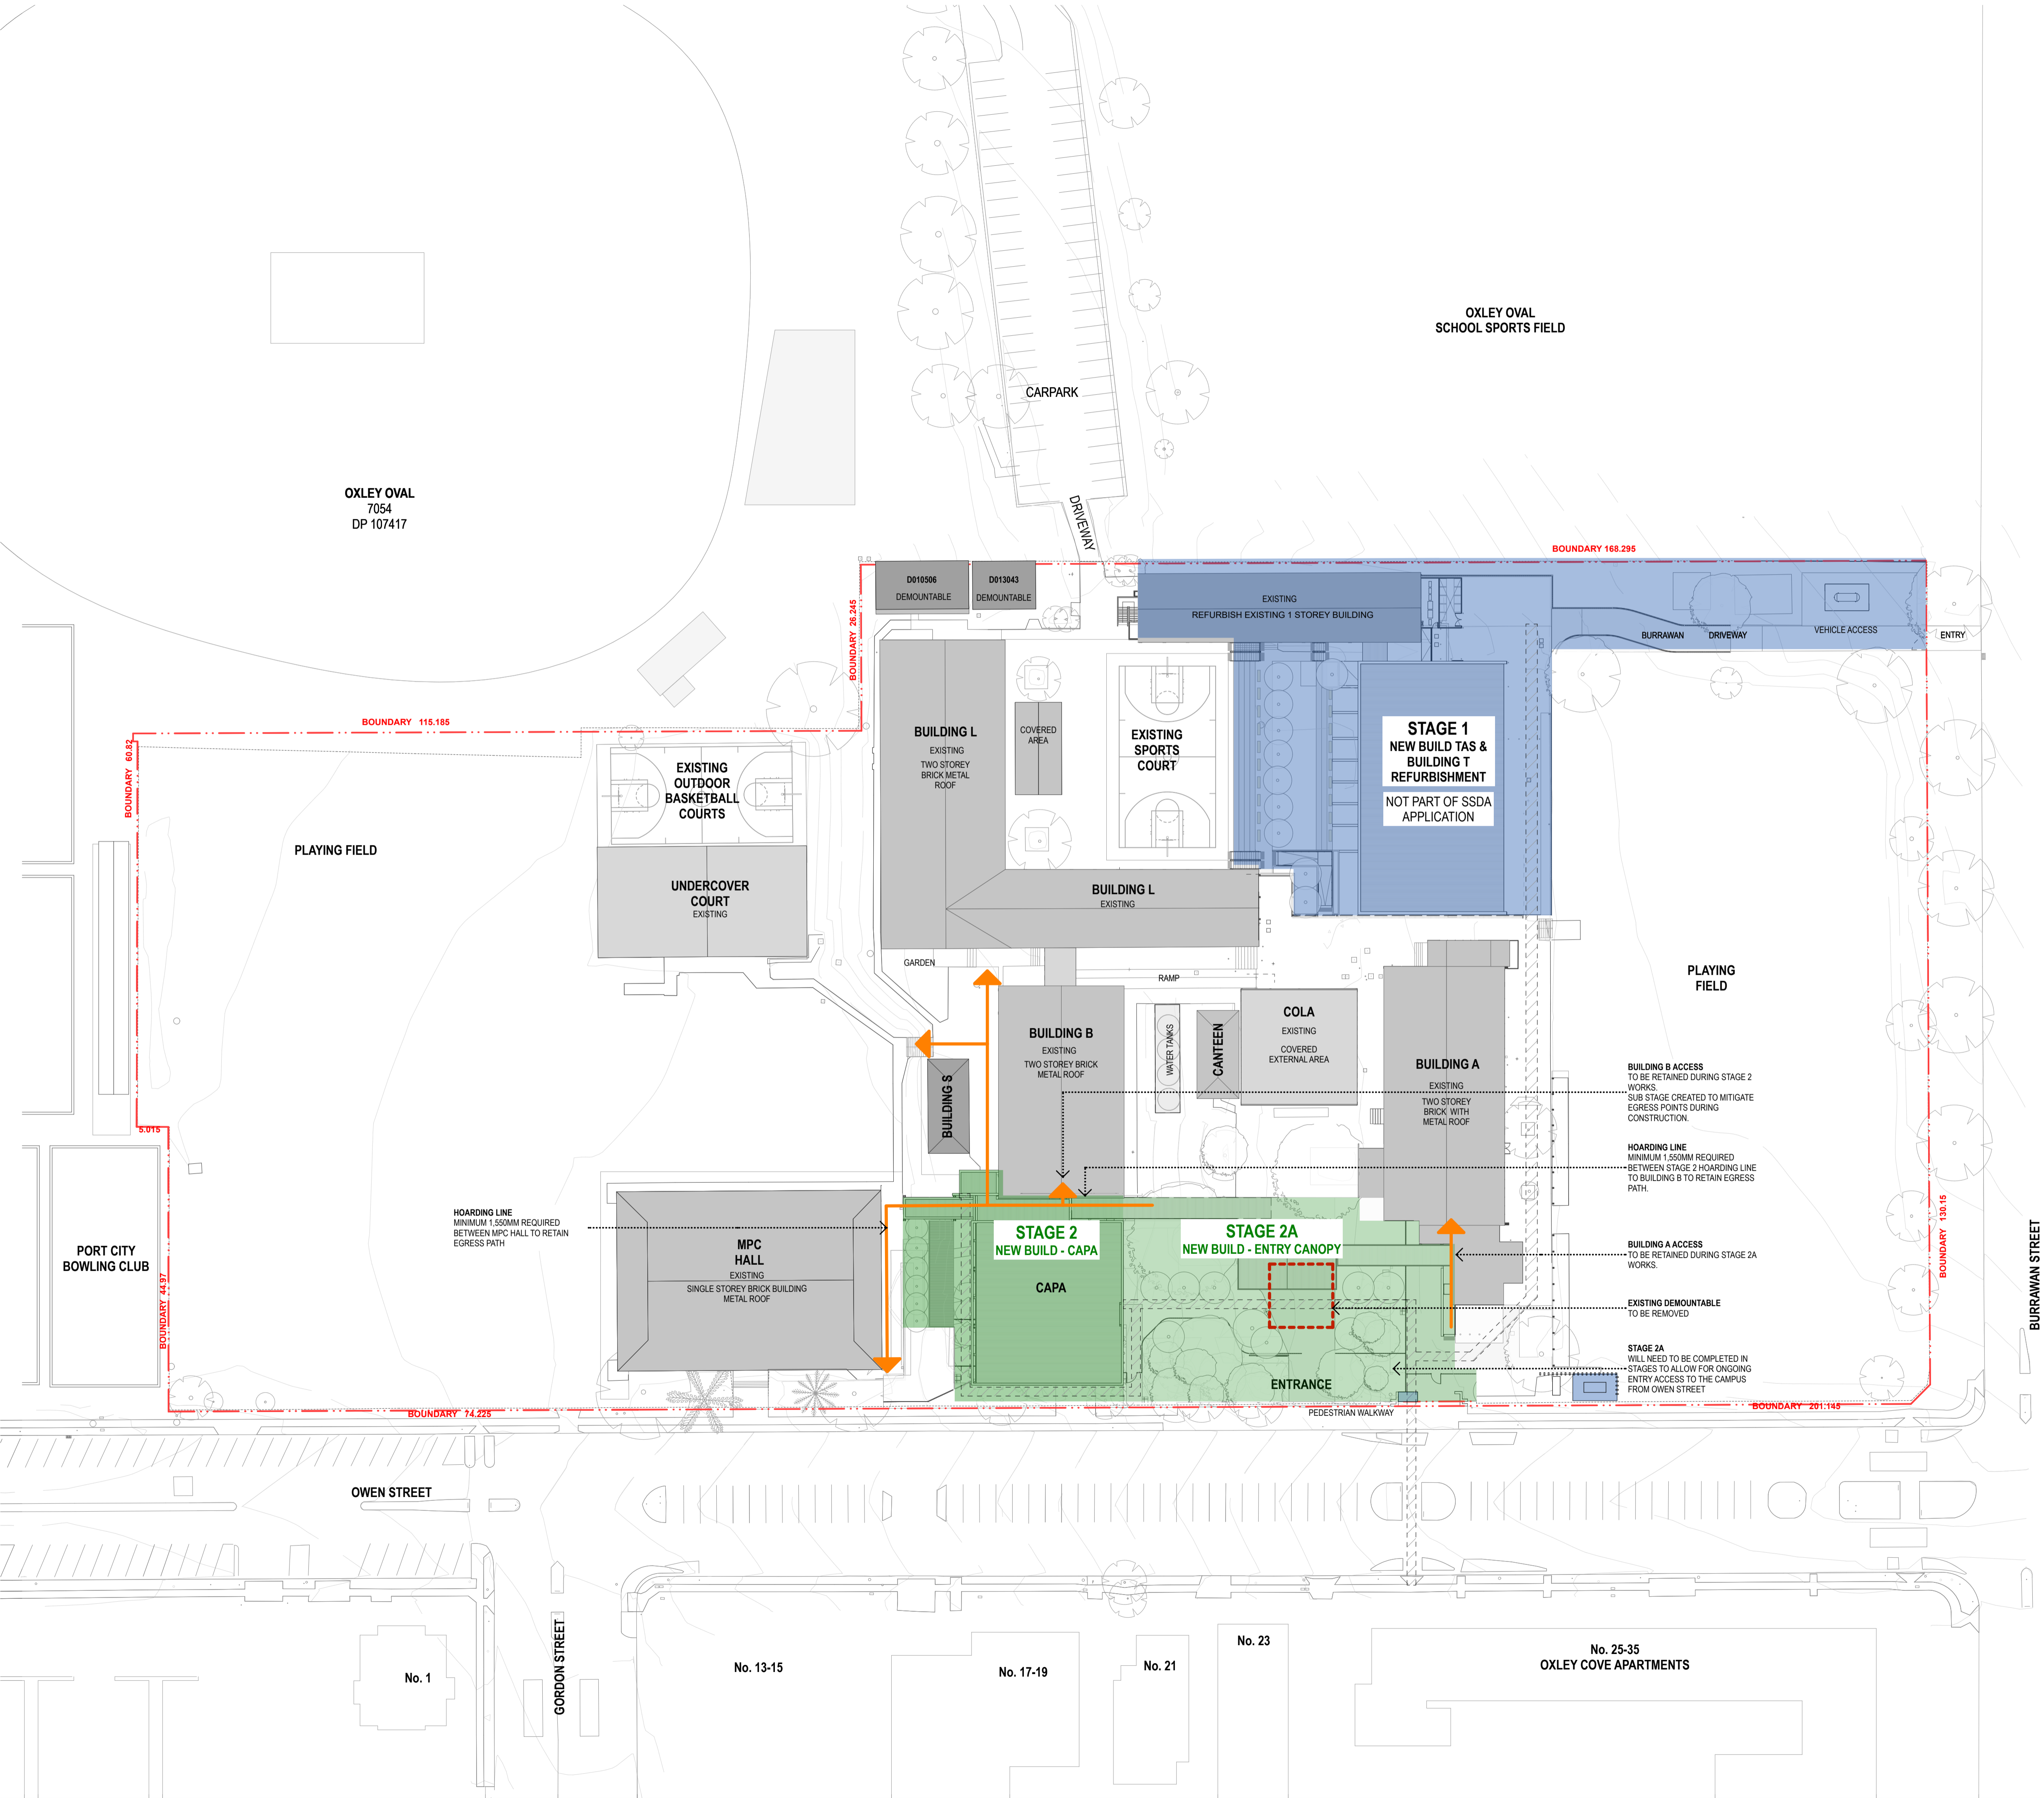 OXLEY OVAL
SCHOOL SPORTS FIELD
CARPARK
OXLEY OVAL
7054
DP 107417
DRIVEWAY
BOUNDARY 168.295
D010506
DEMOUNTABLE
D013043
DEMOUNTABLE
EXISTING
REFURBISH EXISTING 1 STOREY BUILDING
BOUNDARY 26.245
BURRAWAN DRIVEWAY
VEHICLE ACCESS
ENTRY
BOUNDARY 115.185
BOUNDARY 60.82
BUILDING L
EXISTING
TWO STOREY
BRICK METAL
ROOF
COVERED
AREA
EXISTING
SPORTS
COURT
STAGE 1
NEW BUILD TAS &
BUILDING T
REFURBISHMENT
NOT PART OF SSDA
APPLICATION
EXISTING
OUTDOOR
BASKETBALL
COURTS
PLAYING FIELD
UNDERCOVER
COURT
EXISTING
BUILDING L
EXISTING
GARDEN
RAMP
PLAYING
FIELD
BUILDING B
EXISTING
TWO STOREY BRICK
METAL ROOF
WATER TANKS
CANTEEN
COLA
EXISTING
COVERED
EXTERNAL AREA
BUILDING A
EXISTING
TWO STOREY
BRICK WITH
METAL ROOF
BUILDING S
BUILDING B ACCESS
TO BE RETAINED DURING STAGE 2
WORKS.
SUB STAGE CREATED TO MITIGATE
EGRESS POINTS DURING
CONSTRUCTION.
5.015
HOARDING LINE
MINIMUM 1,550MM REQUIRED
BETWEEN STAGE 2 HOARDING LINE
TO BUILDING B TO RETAIN EGRESS
PATH.
HOARDING LINE
MINIMUM 1,550MM REQUIRED
BETWEEN MPC HALL TO RETAIN
EGRESS PATH
PORT CITY
BOWLING CLUB
MPC
HALL
EXISTING
SINGLE STOREY BRICK BUILDING
METAL ROOF
STAGE 2
NEW BUILD - CAPA
CAPA
STAGE 2A
NEW BUILD - ENTRY CANOPY
BUILDING A ACCESS
TO BE RETAINED DURING STAGE 2A
WORKS.
BOUNDARY 130.15
BURRAWAN STREET
BOUNDARY 44.97
EXISTING DEMOUNTABLE
TO BE REMOVED
STAGE 2A
WILL NEED TO BE COMPLETED IN
STAGES TO ALLOW FOR ONGOING
ENTRY ACCESS TO THE CAMPUS
FROM OWEN STREET
ENTRANCE
BOUNDARY 74.225
PEDESTRIAN WALKWAY
BOUNDARY 201.145
OWEN STREET
GORDON STREET
No. 1
No. 13-15
No. 17-19
No. 21
No. 23
No. 25-35
OXLEY COVE APARTMENTS